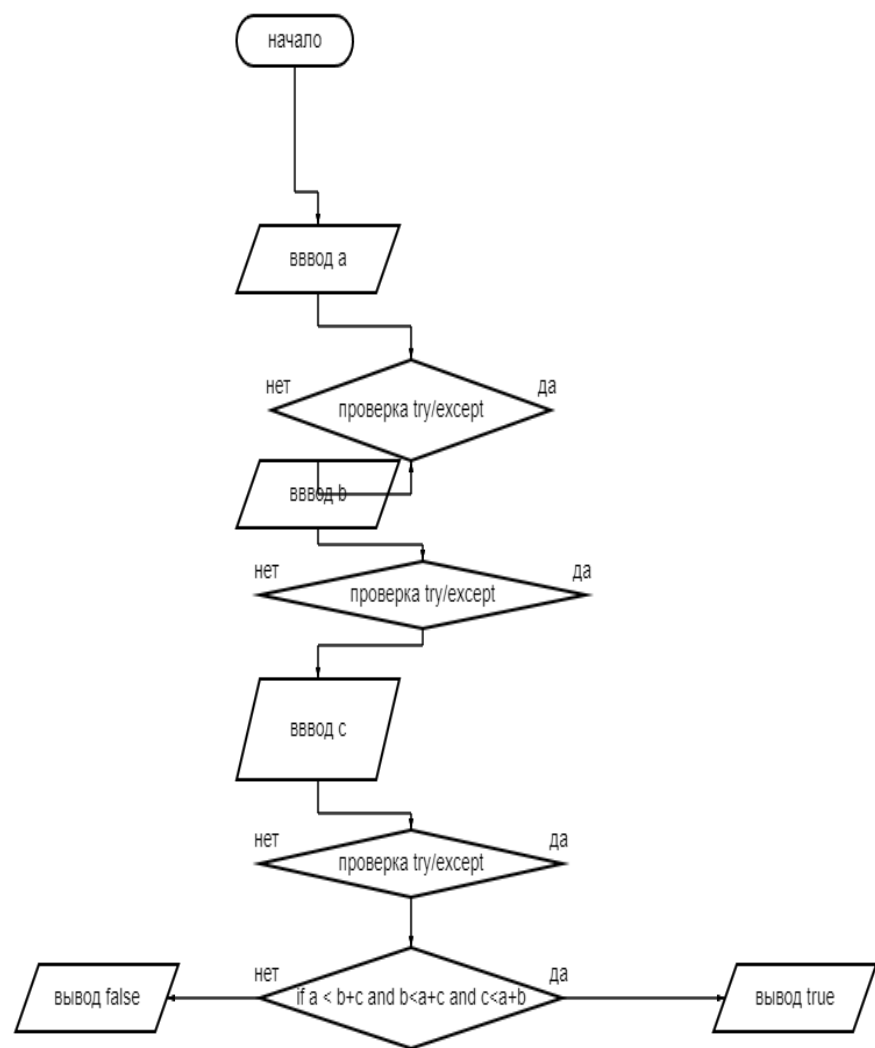 начало
вввод a
нет
да
проверка try/except
вввод b
нет
да
проверка try/except
вввод c
нет
да
проверка try/except
нет
да
вывод false
if a < b+c and b<a+c and c<a+b
вывод true